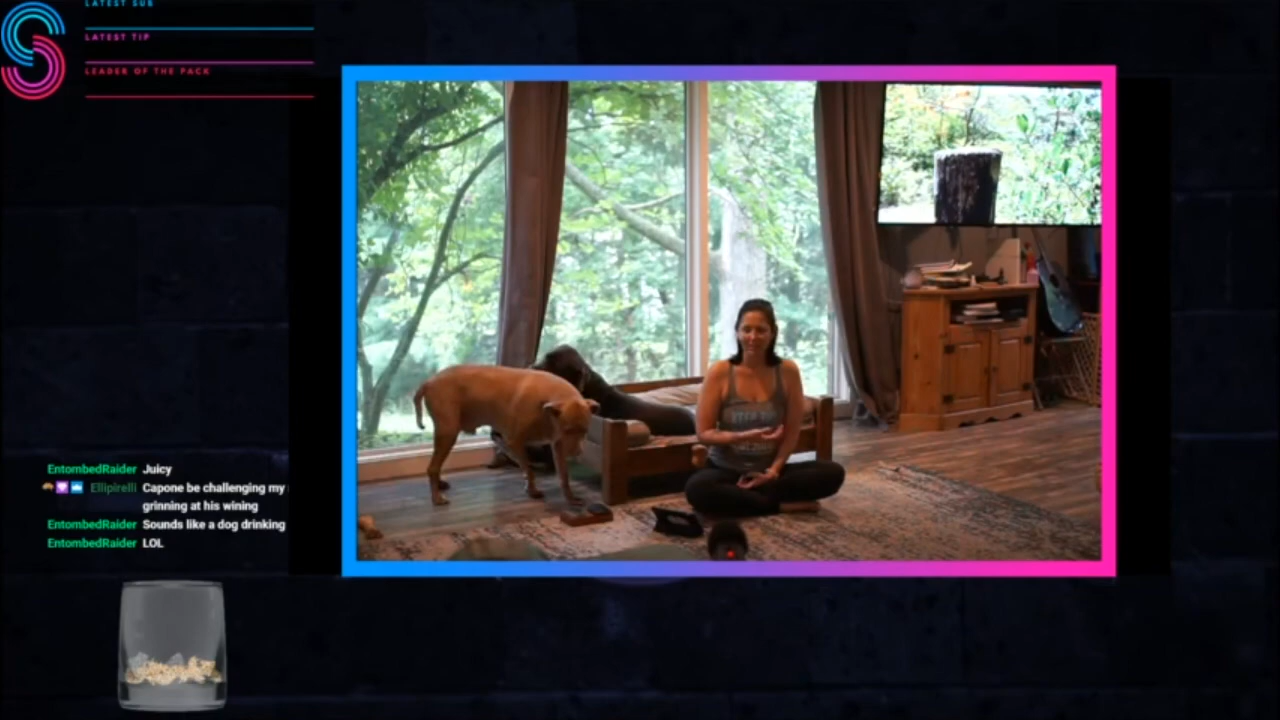 LATEST SUB
LATEST TIP
LEADER OF THE PACK
EntombedRaider Juicy
Ellipirelli Capone be challenging my
grinning at his wining
EntombedRaider Sounds like a dog drinking
EntombedRaider LOL
KEEP